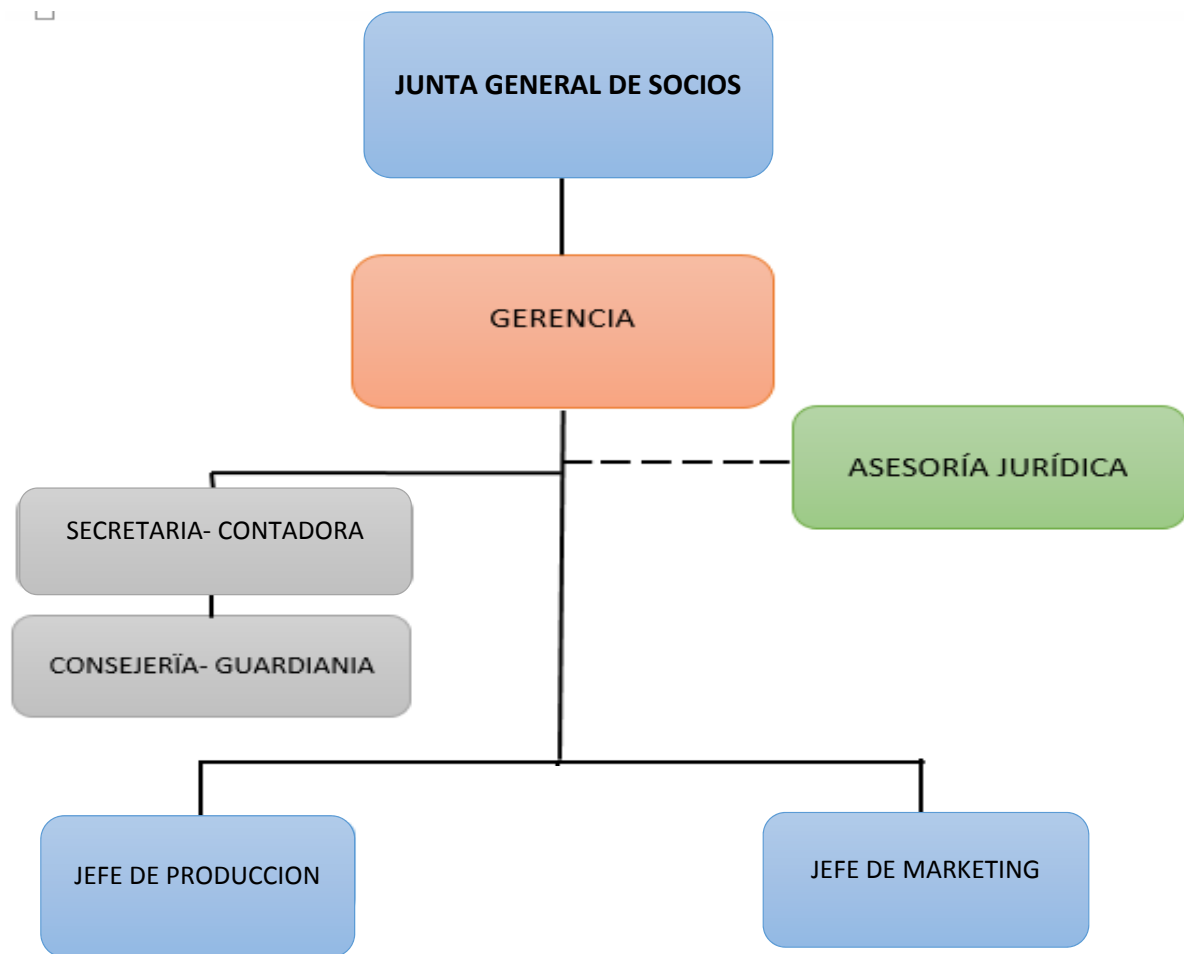 JUNTA GENERAL DE SOCIOS
GERENCIA
ASESORÍA JURÍDICA
SECRETARIA- CONTADORA
CONSEJERÏA- GUARDIANIA
JEFE DE PRODUCCION
JEFE DE MARKETING